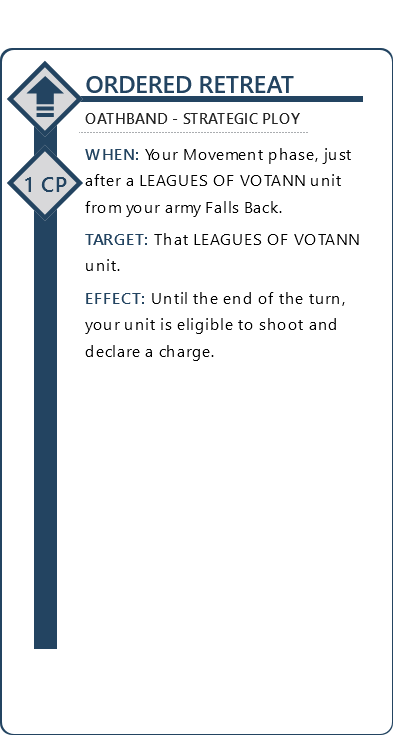 ORDERED RETREAT
OATHBAND - STRATEGIC PLOY
WHEN: Your Movement phase, just
after a LEAGUES OF VOTANN unit
from your army Falls Back.
1 CP
TARGET: That LEAGUES OF VOTANN
unit.
EFFECT: Until the end of the turn,
your unit is eligible to shoot and
declare a charge.